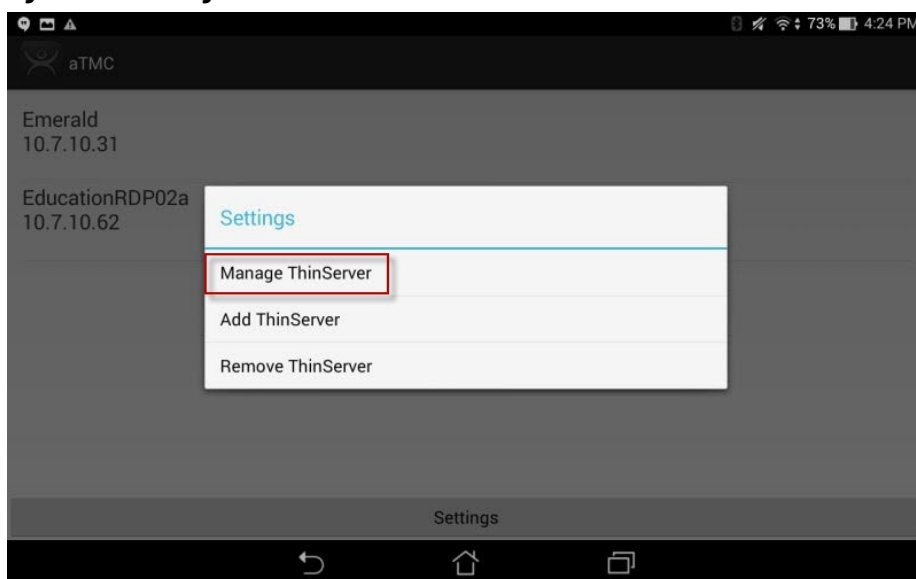 73% 4:24 PM
aTMC
Emerald
10.7.10.31
EducationRDP02a
10.7.10.62
Settings
Manage ThinServer
Add ThinServer
Remove ThinServer
Settings